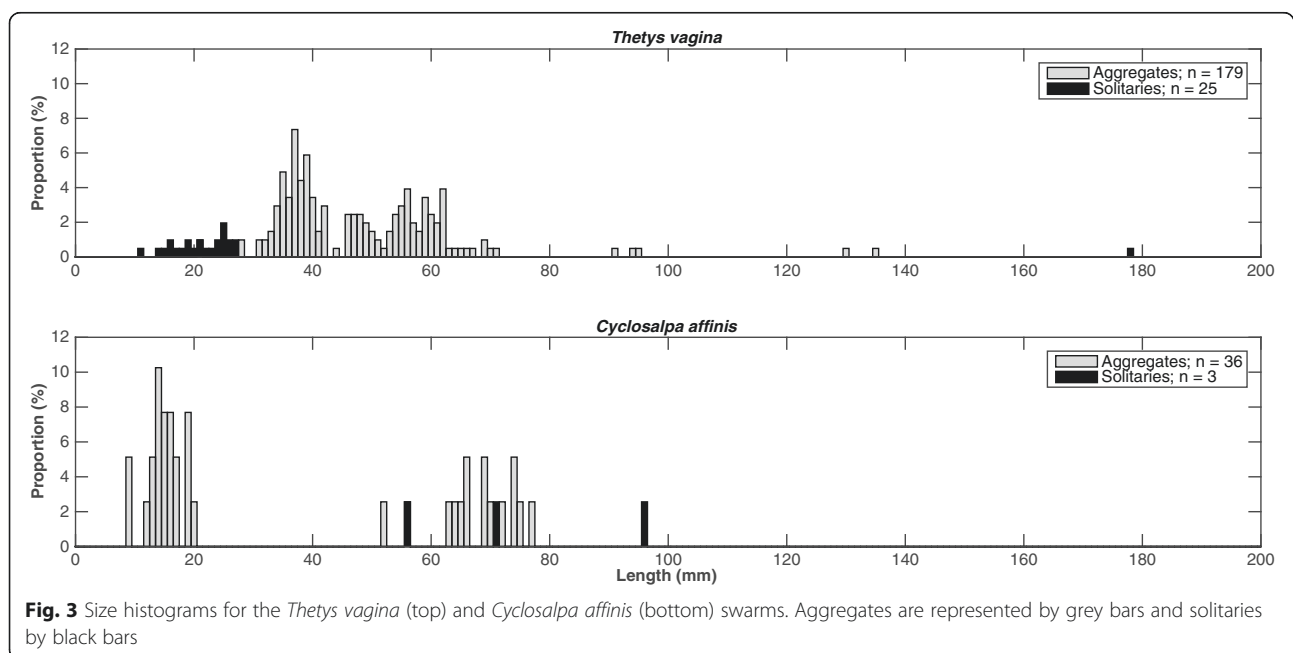 Thetys vagina
12
10
8
6
4
2
0
Proportion (%)
Aggregates; n = 179
Solitaries; n = 25
0 20 40 60 80 100 120 140 160 180 200
Cyclosalpa affinis
12
10
8
6
4
2
0
Proportion (%)
Aggregates; n = 36
Solitaries; n = 3
0 20 40 60 80 100 120 140 160 180 200
Length (mm)
Fig. 3 Size histograms for the Thetys vagina (top) and Cyclosalpa affinis (bottom) swarms. Aggregates are represented by grey bars and solitaries
by black bars